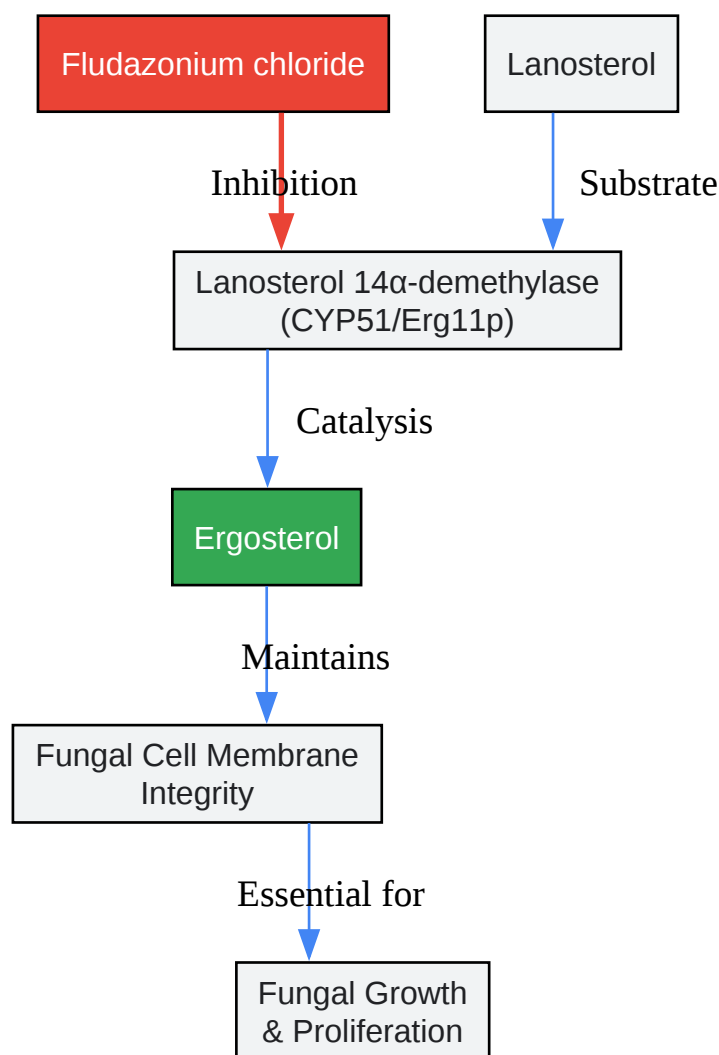 Fludazonium chloride
Lanosterol
Inhibition
Substrate
Lanosterol 14α-demethylase
(CYP51/Erg11p)
Catalysis
Ergosterol
Maintains
Fungal Cell Membrane
Integrity
Essential for
Fungal Growth
& Proliferation